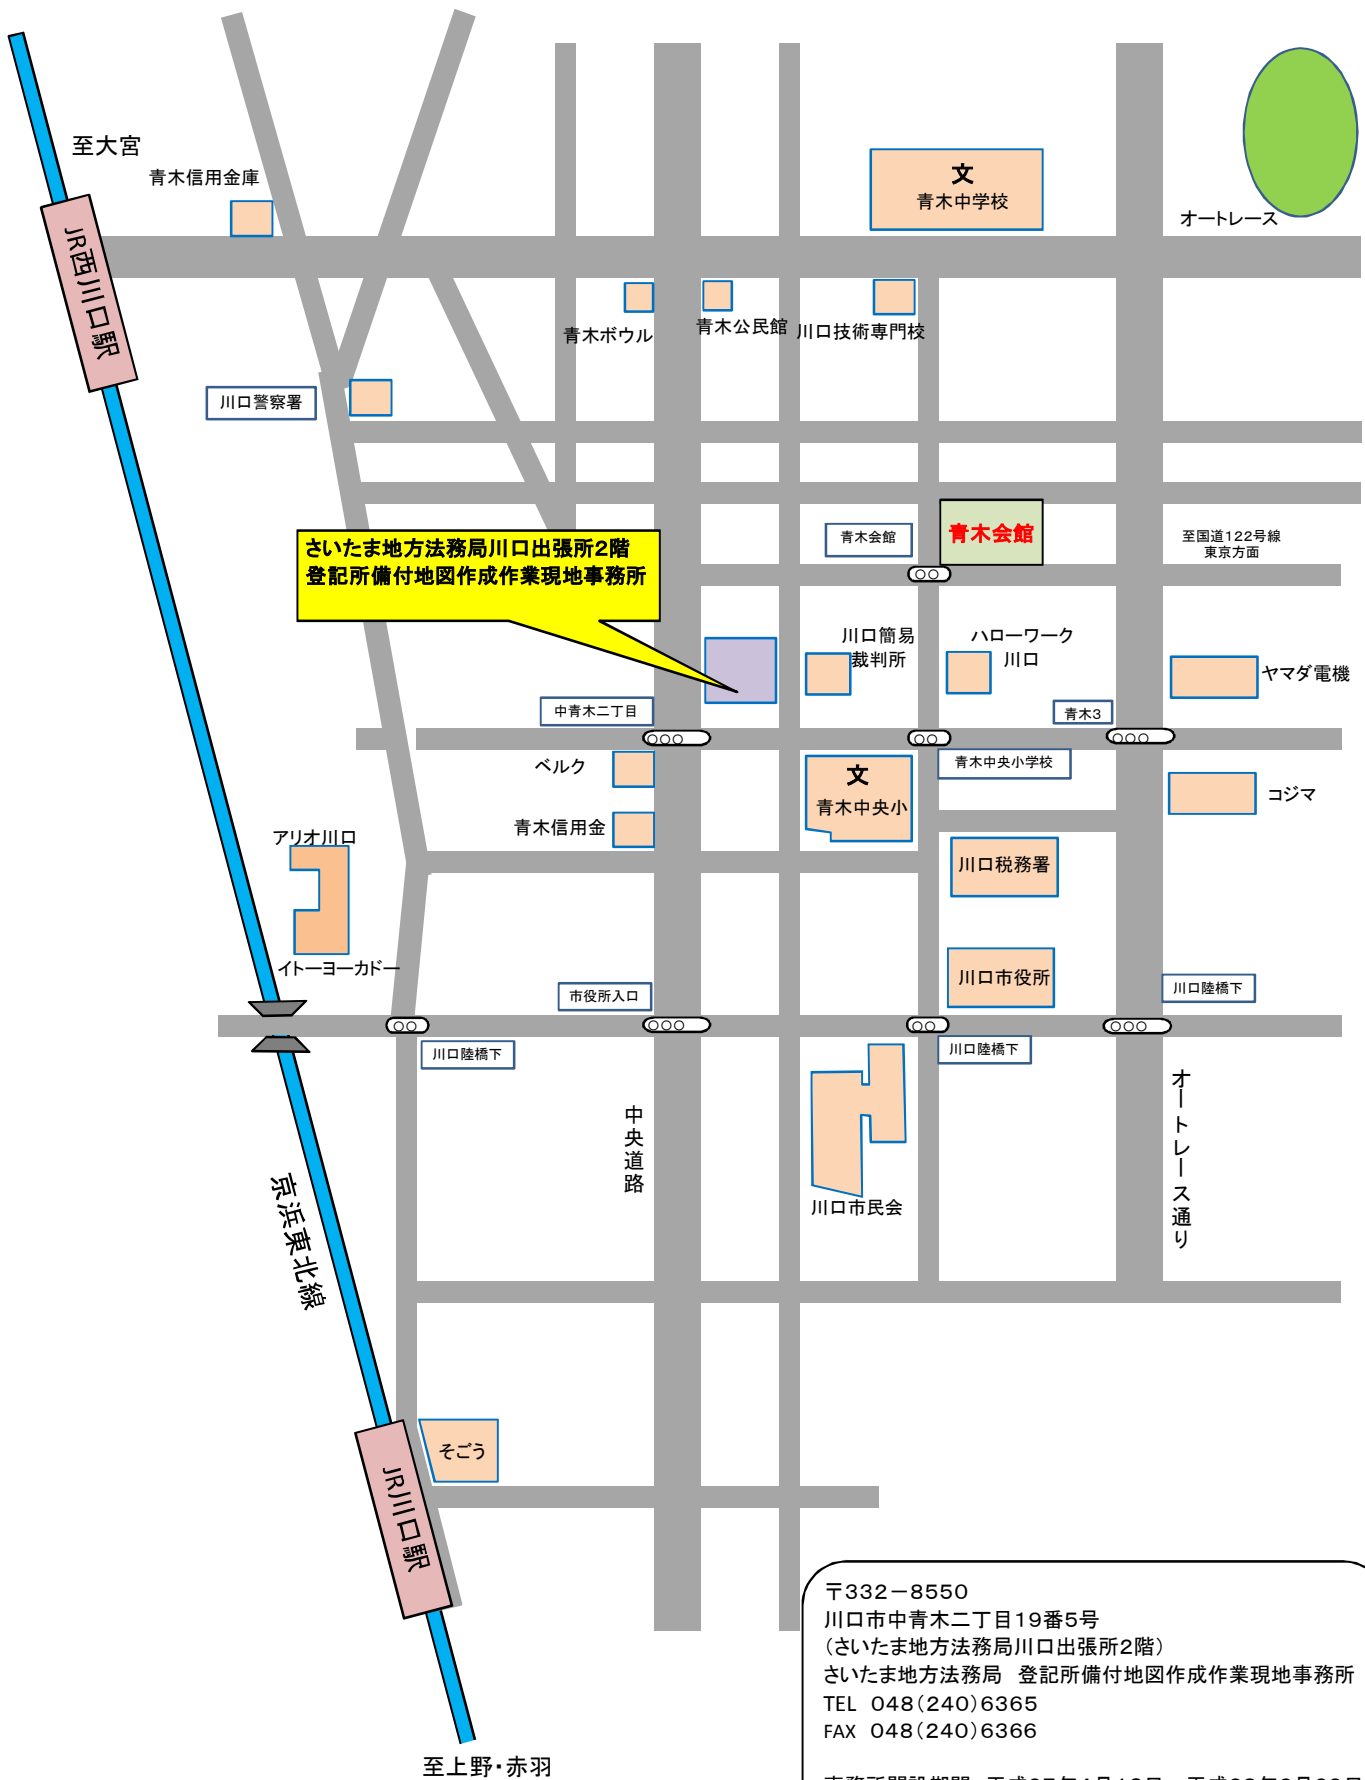 至大宮
青木信用金庫
文
青木中学校
オートレース
JR西川口駅
青木ボウル
青木公民館
川口技術専門校
川口警察署
青木会館
青木会館
至国道122号線
東京方面
さいたま地方法務局川口出張所2階
登記所備付地図作成作業現地事務所
川口簡易
裁判所
ハローワーク
川口
ヤマダ電機
中青木二丁目
青木3
ベルク
青木中央小学校
文
青木中央小
コジマ
青木信用金
アリオ川口
川口税務署
イトーヨーカドー
川口市役所
市役所入口
川口陸橋下
川口陸橋下
川口陸橋下
中央道路
オートレース通り
京浜東北線
川口市民会
そごう
JR川口駅
〒332-8550
川口市中青木二丁目19番5号
(さいたま地方法務局川口出張所2階)
さいたま地方法務局 登記所備付地図作成作業現地事務所
TEL 048(240)6365
FAX 048(240)6366
至上野・赤羽